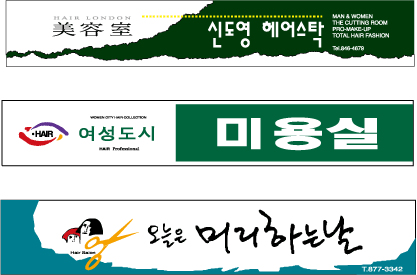 HAIR LONDON
美容室
신도영 헤어스탁
MAN & WOMEN
THE CUTTING ROOM
PRO-MAKE-UP
TOTAL HAIR FASHION
Tel.846-4679
HAIR
WOMEN CITY HAIR COLLECTION
여성도시
HAIR Professional
미용실
Hair Salon
오늘은 머리하는날
T.877-3342